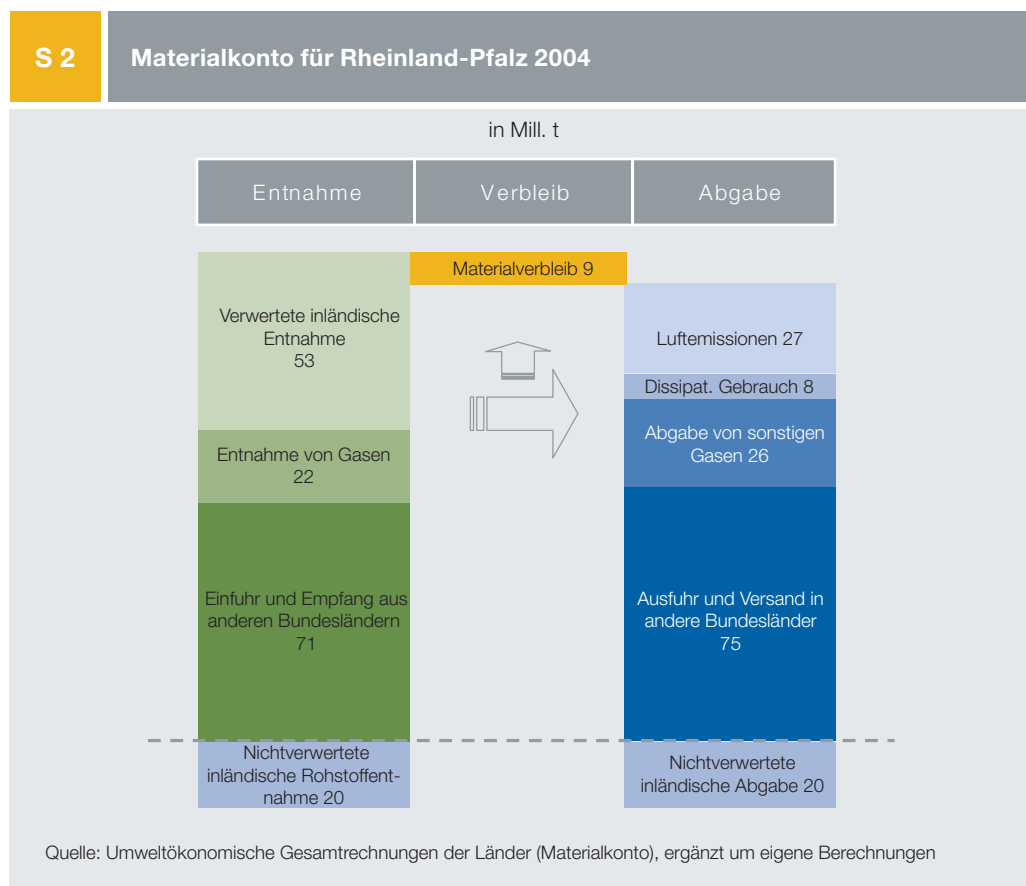 S 2
Materialkonto für Rheinland-Pfalz 2004
in Mill. t
Entnahme
Verbleib
Abgabe
Verwertete inländische
Entnahme
53
Entnahme von Gasen
22
Einfuhr und Empfang aus
anderen Bundesländern
71
Nichtverwertete
inländische Rohstoffent-
nahme 20
Materialverbleib 9
Luftemissionen 27
Dissipat. Gebrauch 8
Abgabe von sonstigen
Gasen 26
Ausfuhr und Versand in
andere Bundesländer
75
Nichtverwertete
inländische Abgabe 20
Quelle: Umweltökonomische Gesamtrechnungen der Länder (Materialkonto), ergänzt um eigene Berechnungen